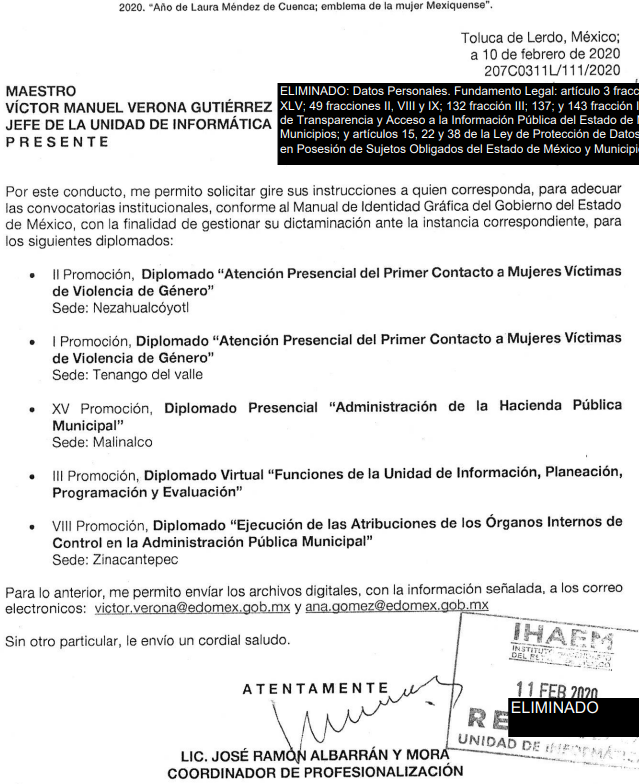 2020. “Año de Laura Méndez de Cuenca; emblema de la mujer Mexiquense”.
Toluca de Lerdo, México;
a 10 de febrero de 2020
207C0311L/111/2020
MAESTRO
VÍCTOR MANUEL VERONA GUTIÉRREZ
JEFE DE LA UNIDAD DE INFORMÁTICA
P R E S E N T E
ELIMINADO: Datos Personales. Fundamento Legal: artículo 3 fracc
XLV; 49 fracciones II, VIII y IX; 132 fracción III; 137; y 143 fracción I
de Transparencia y Acceso a la Información Pública del Estado de
Municipios; y artículos 15, 22 y 38 de la Ley de Protección de Datos
en Posesión de Sujetos Obligados del Estado de México y Municipi
Por este conducto, me permito solicitar gire sus instrucciones a quien corresponda, para adecuar
las convocatorias institucionales, conforme al Manual de Identidad Gráfica del Gobierno del Estado
de México, con la finalidad de gestionar su dictaminación ante la instancia correspondiente, para
los siguientes diplomados:
• II Promoción, Diplomado “Atención Presencial del Primer Contacto a Mujeres Víctimas
de Violencia de Género”
Sede: Nezahualcóyotl
• I Promoción, Diplomado “Atención Presencial del Primer Contacto a Mujeres Víctimas
de Violencia de Género”
Sede: Tenango del valle
• XV Promoción, Diplomado Presencial “Administración de la Hacienda Pública
Municipal”
Sede: Malinalco
• III Promoción, Diplomado Virtual “Funciones de la Unidad de Información, Planeación,
Programación y Evaluación”
• VIII Promoción, Diplomado “Ejecución de las Atribuciones de los Órganos Internos de
Control en la Administración Pública Municipal”
Sede: Zinacantepec
Para lo anterior, me permito envíar los archivos digitales, con la información señalada, a los correo
electronicos: victor.verona@edomex.gob.mx y ana.gomez@edomex.gob.mx
Sin otro particular, le envío un cordial saludo.
IHAEM
11 FEB 2020
ELIMINADO
RE
UNIDAD DE INFORMÁTI
A T E N T A M E N T E
LIC. JOSÉ RAMÓN ALBARRÁN Y MORA
COORDINADOR DE PROFESIONALIZACIÓN